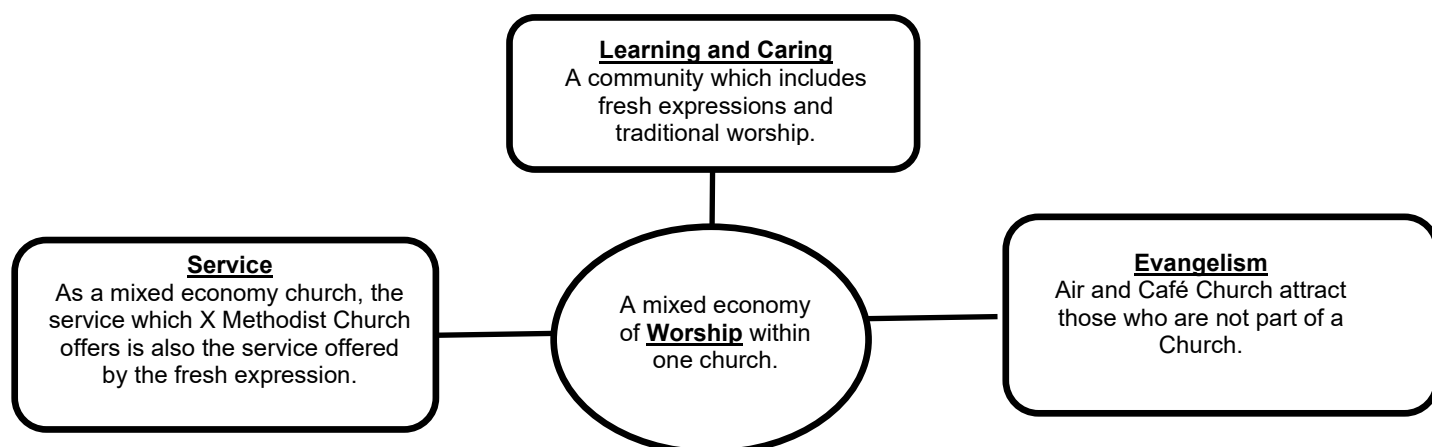 Learning and Caring
A community which includes
fresh expressions and
traditional worship.
Service
As a mixed economy church, the
service which X Methodist Church
offers is also the service offered
by the fresh expression.
A mixed economy
of Worship within
one church.
Evangelism
Air and Café Church attract
those who are not part of a
Church.